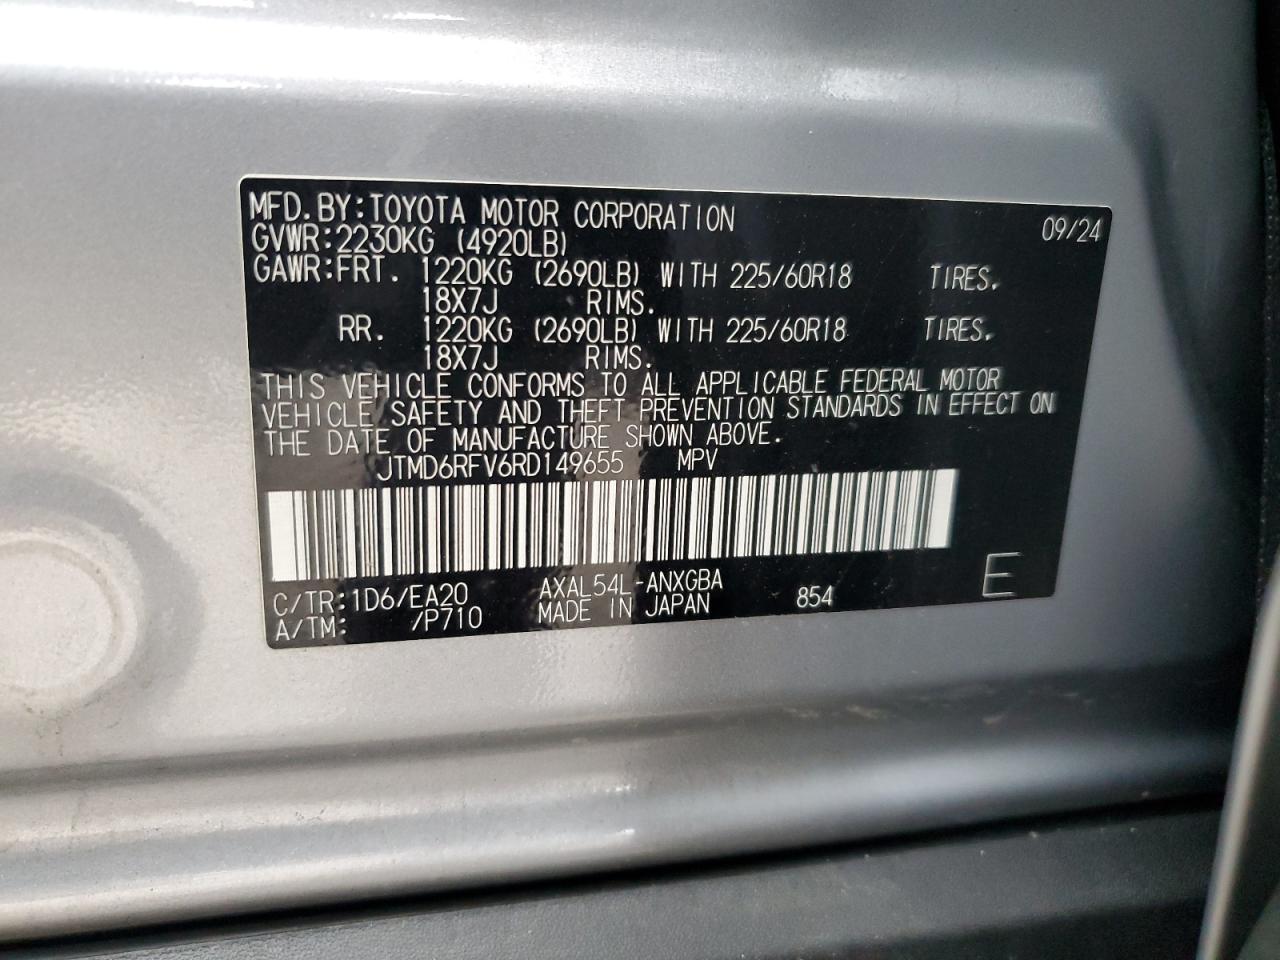 MFD.BY:TOYOTA MOTOR CORPORATION 09/24
GVWR:2230KG (4920LB)
GAWR:FRT. 1220KG (2690LB) WITH 225/60R18 TIRES.
18X7J RIMS.
RR. 1220KG (2690LB) WITH 225/60R18 TIRES.
18X7J RIMS.
THIS VEHICLE CONFORMS TO ALL APPLICABLE FEDERAL MOTOR
VEHICLE SAFETY AND THEFT PREVENTION STANDARDS IN EFFECT ON
THE DATE OF MANUFACTURE SHOWN ABOVE.
JTMD6RFV6RD149655 MPV
C/TR:1D6/EA20 AXAL54L-ANXGBA 854 E
A/TM: /P710 MADE IN JAPAN